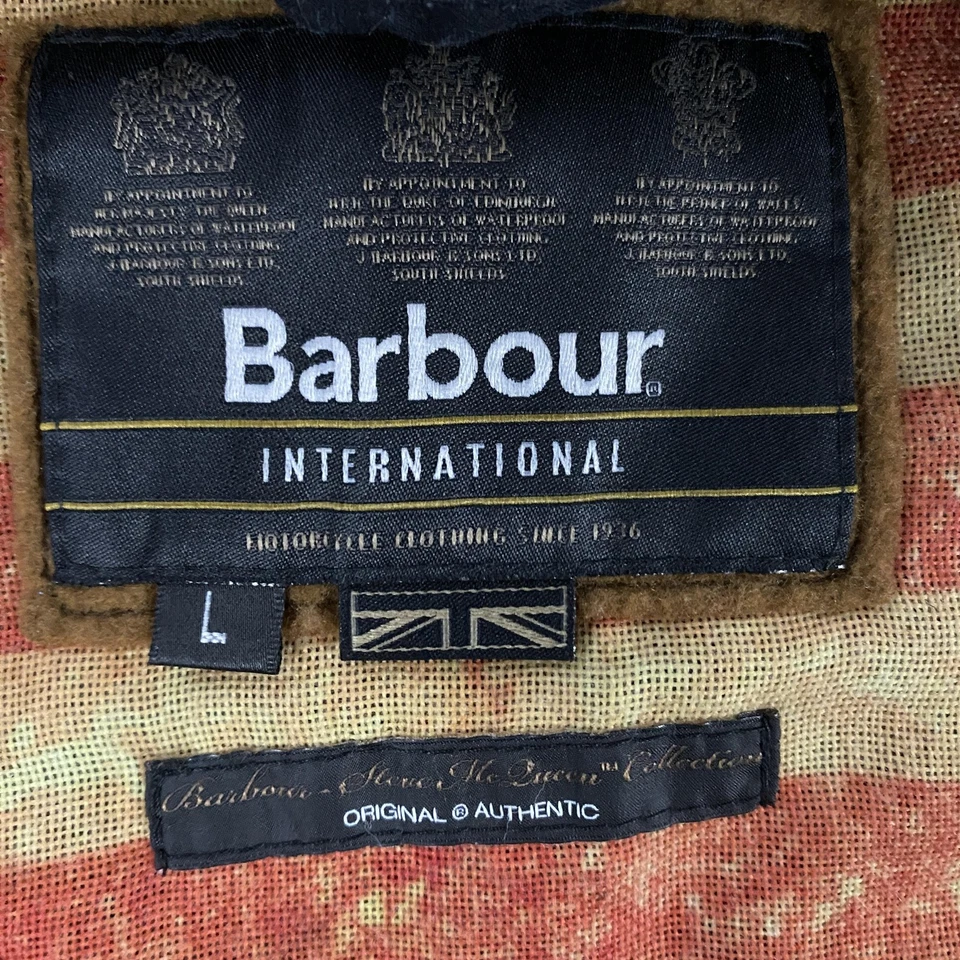 BY APPOINTMENT TO
HER MAJESTY THE QUEEN
MANUFACTURERS OF WATERPROOF
AND PROTECTIVE CLOTHING
J. BARBOUR & SONS LTD.
SOUTH SHIELDS
BY APPOINTMENT TO
H.R.H. THE DUKE OF EDINBURGH
MANUFACTURERS OF WATERPROOF
AND PROTECTIVE CLOTHING
J. BARBOUR & SONS LTD.
SOUTH SHIELDS
BY APPOINTMENT TO
H.R.H. THE PRINCE OF WALES
MANUFACTURERS OF WATERPROOF
AND PROTECTIVE CLOTHING
J. BARBOUR & SONS LTD.
SOUTH SHIELDS
Barbour®
INTERNATIONAL
MOTORCYCLE CLOTHING SINCE 1936
L
Barbour - Steve McQueen™ Collection
ORIGINAL ® AUTHENTIC